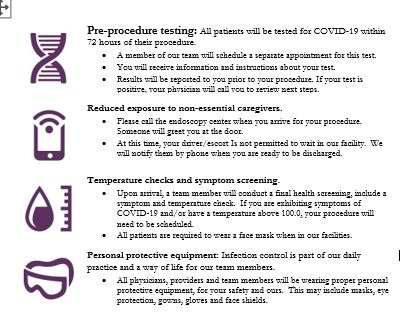 Pre-procedure testing: All patients will be tested for COVID-19 within
72 hours of their procedure.
• A member of our team will schedule a separate appointment for this test.
• You will receive information and instructions about your test.
• Results will be reported to you prior to your procedure. If your test is
positive, your physician will call you to review next steps.
Reduced exposure to non-essential caregivers.
• Please call the endoscopy center when you arrive for your procedure.
Someone will greet you at the door.
• At this time, your driver/escort Is not permitted to wait in our facility. We
will notify them by phone when you are ready to be discharged.
Temperature checks and symptom screening.
• Upon arrival, a team member will conduct a final health screening, include a
symptom and temperature check. If you are exhibiting symptoms of
COVID-19 and/or have a temperature above 100.0, your procedure will
need to be scheduled.
• All patients are required to wear a face mask when in our facilities.
Personal protective equipment: Infection control is part of our daily
practice and a way of life for our team members.
• All physicians, providers and team members will be wearing proper personal
protective equipment, for your safety and ours. This may include masks, eye
protection, gowns, gloves and face shields.